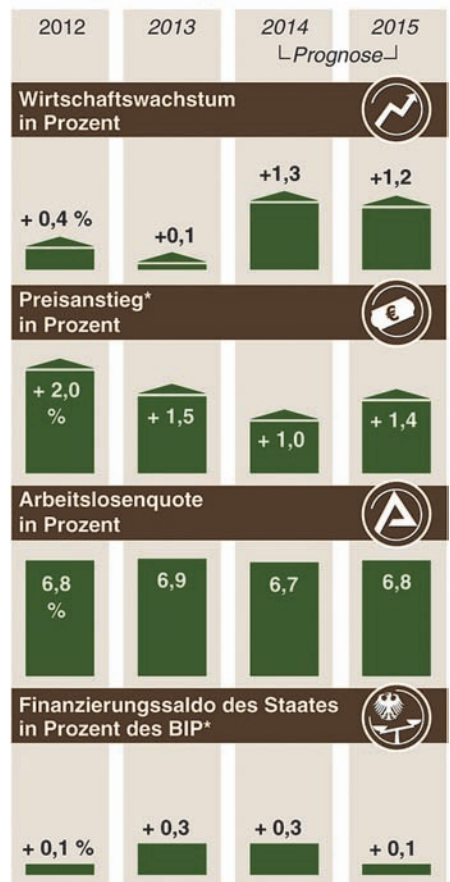 2012 2013 2014 2015
Prognose
Wirtschaftswachstum
in Prozent
+ 0,4 % +0,1 +1,3 +1,2
Preisanstieg*
in Prozent
€
+ 2,0
%
+ 1,5 + 1,0 + 1,4
Arbeitslosenquote
in Prozent
6,8
%
6,9 6,7 6,8
Finanzierungssaldo des Staates
in Prozent des BIP*
+ 0,1 % + 0,3 + 0,3 + 0,1